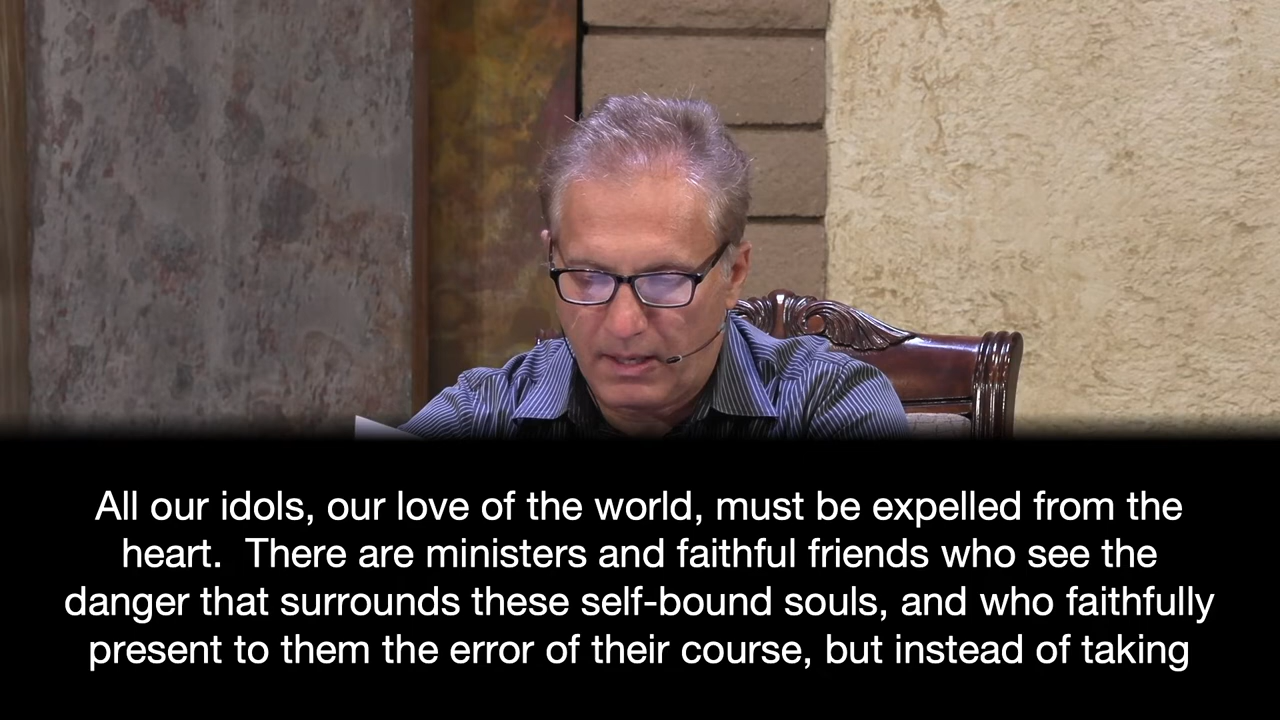 All our idols, our love of the world, must be expelled from the
heart.  There are ministers and faithful friends who see the
danger that surrounds these self-bound souls, and who faithfully
present to them the error of their course, but instead of taking